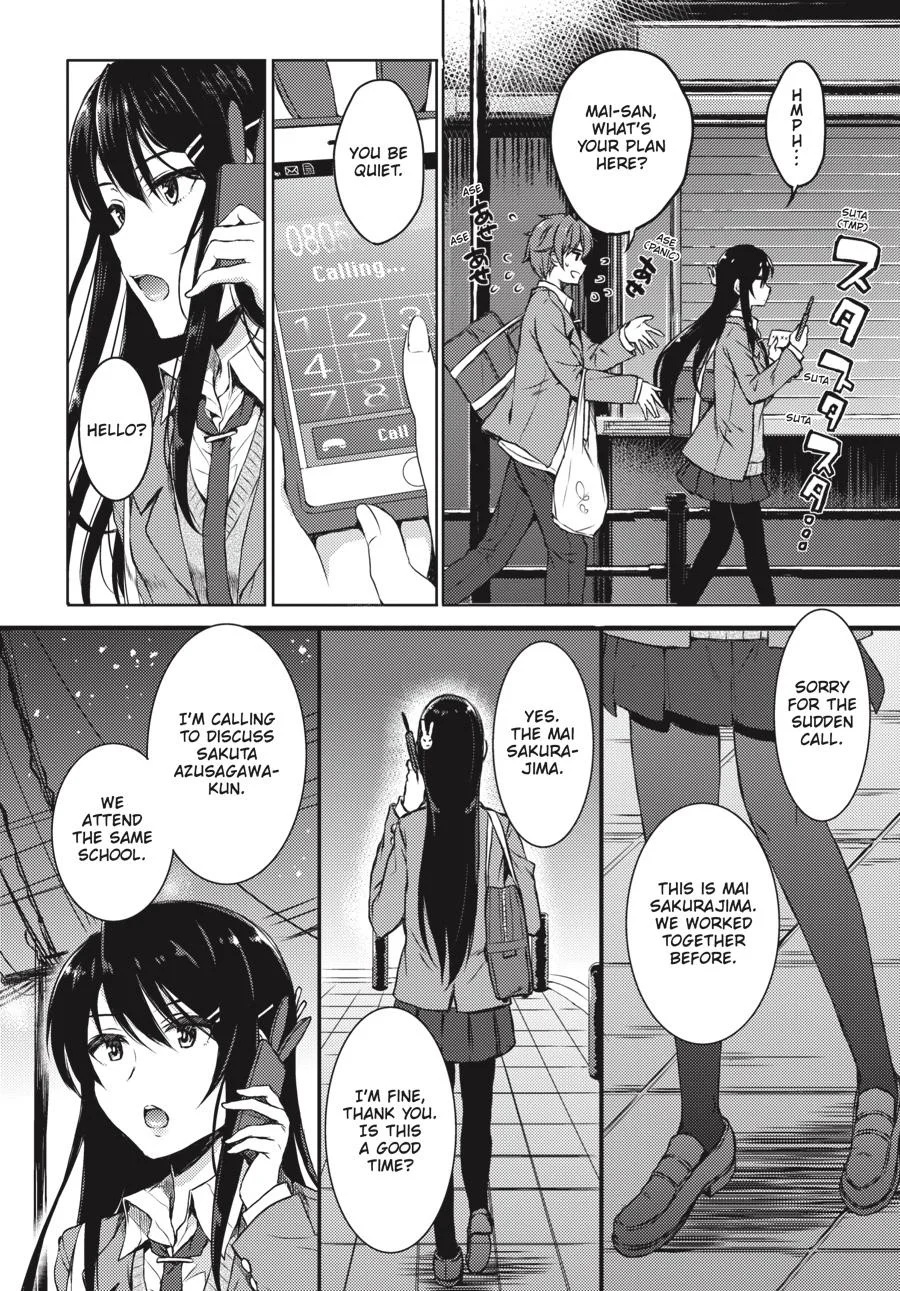 HMPH...
SUTA
(TMP)
スタスタスタ...
SUTA
SUTA
MAI-SAN,
WHAT'S
YOUR PLAN
HERE?
ASE
(PANIC)
あせ
ASE
あせ
ASE
あせ
YOU BE
QUIET.
0805
Calling...
1 2 3
4 5
7 8
Call
HELLO?
SORRY
FOR THE
SUDDEN
CALL.
THIS IS MAI
SAKURAJIMA.
WE WORKED
TOGETHER
BEFORE.
YES.
THE MAI
SAKURA-
JIMA.
I'M FINE,
THANK YOU.
IS THIS
A GOOD
TIME?
I'M CALLING
TO DISCUSS
SAKUTA
AZUSAGAWA-
KUN.
WE
ATTEND
THE SAME
SCHOOL.